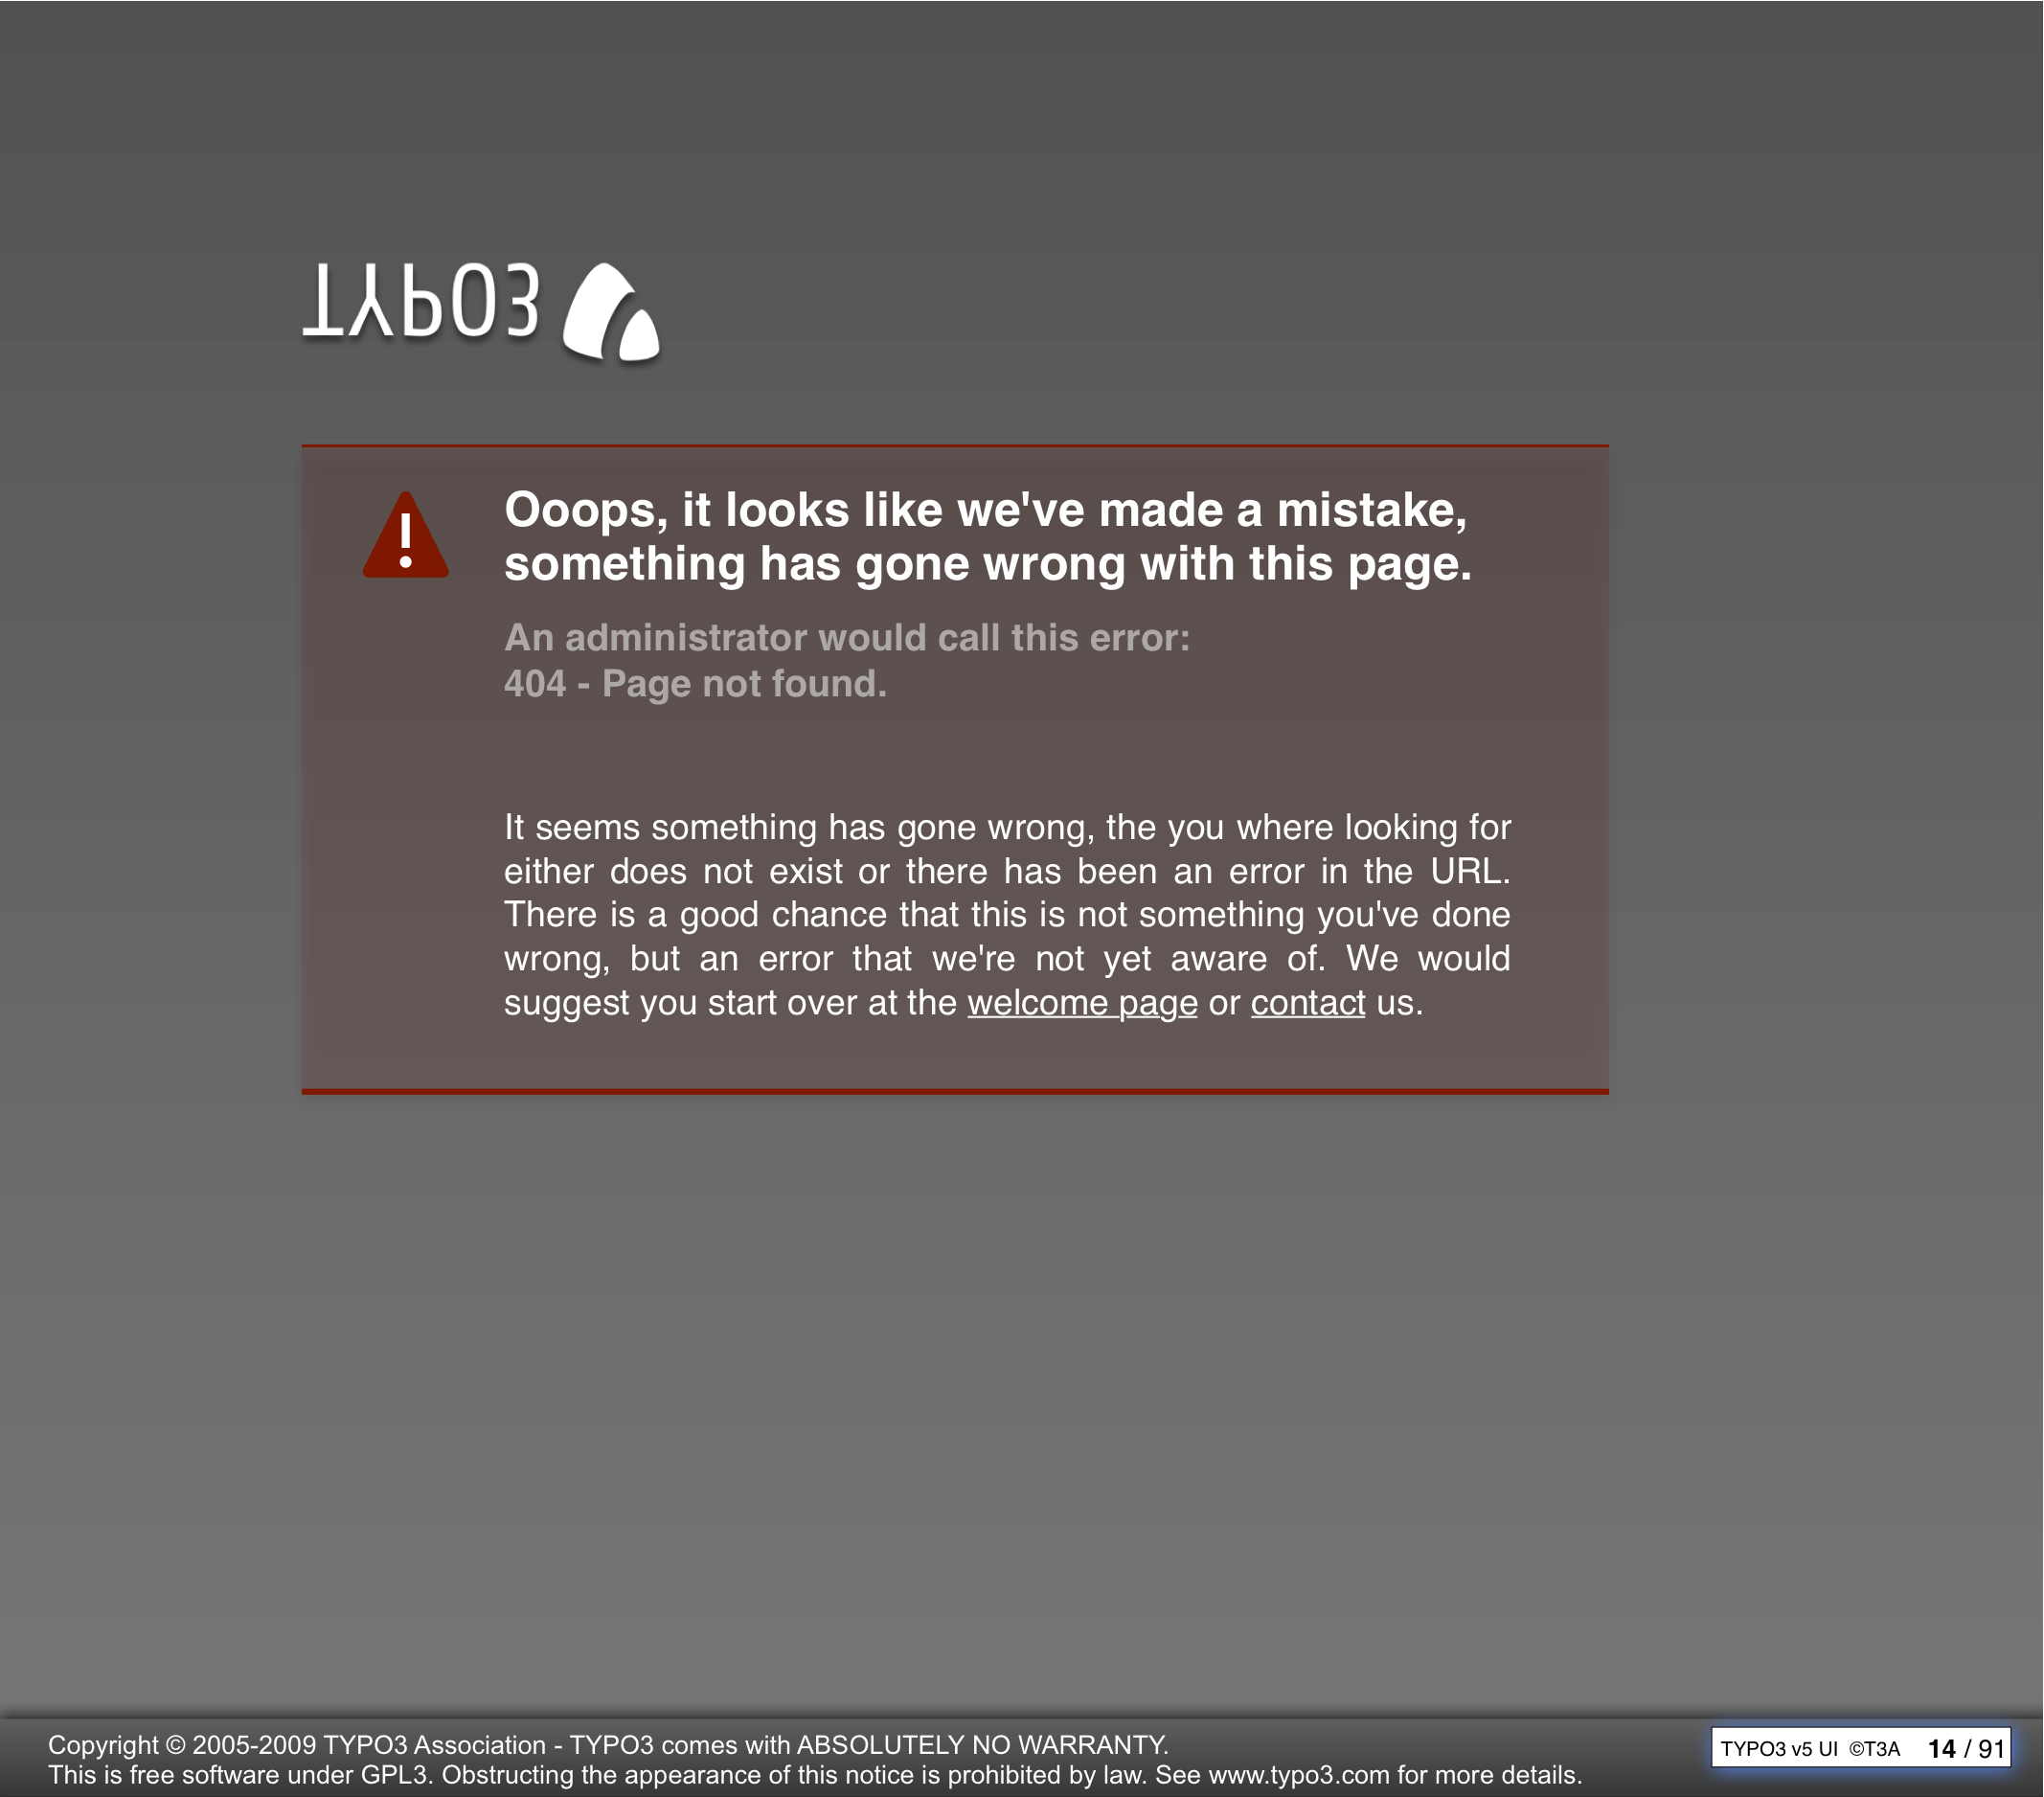 TYPO3
Ooops, it looks like we've made a mistake,
something has gone wrong with this page.
An administrator would call this error:
404 - Page not found.
It seems something has gone wrong, the you where looking for
either does not exist or there has been an error in the URL.
There is a good chance that this is not something you've done
wrong, but an error that we're not yet aware of. We would
suggest you start over at the welcome page or contact us.
Copyright © 2005-2009 TYPO3 Association - TYPO3 comes with ABSOLUTELY NO WARRANTY.
This is free software under GPL3. Obstructing the appearance of this notice is prohibited by law. See www.typo3.com for more details.
TYPO3 v5 UI ©T3A 14 / 91